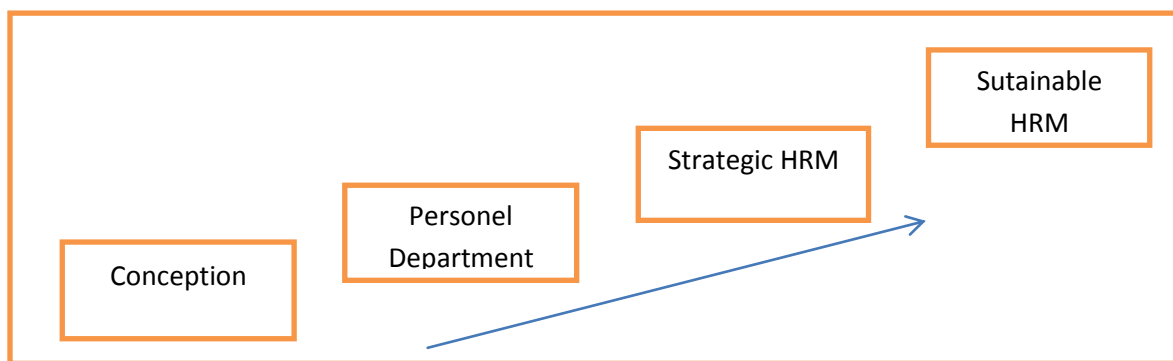 Conception
Personel
Department
Strategic HRM
Sutainable
HRM